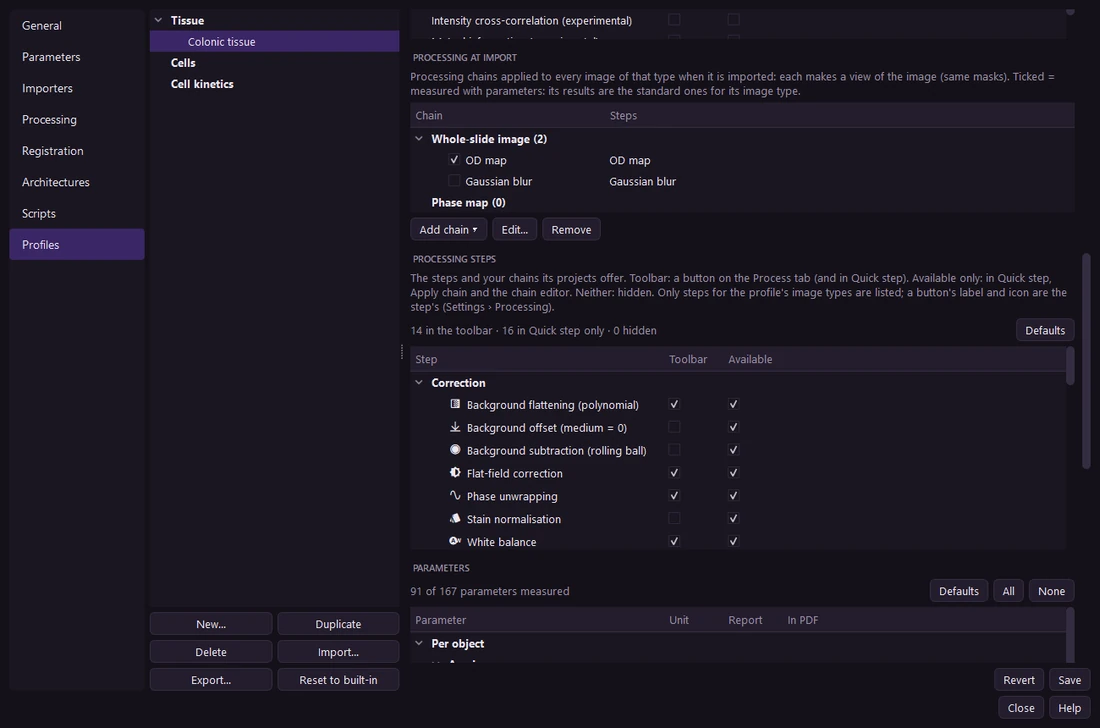 General
Parameters
Importers
Processing
Registration
Architectures
Scripts
Profiles
Tissue
Colonic tissue
Cells
Cell kinetics
New...
Duplicate
Delete
Import...
Export...
Reset to built-in
Intensity cross-correlation (experimental)
PROCESSING AT IMPORT
Processing chains applied to every image of that type when it is imported: each makes a view of the image (same masks). Ticked =
measured with parameters: its results are the standard ones for its image type.
Chain Steps
Whole-slide image (2)
OD map OD map
Gaussian blur Gaussian blur
Phase map (0)
Add chain ▾ Edit... Remove
PROCESSING STEPS
The steps and your chains its projects offer. Toolbar: a button on the Process tab (and in Quick step). Available only: in Quick step,
Apply chain and the chain editor. Neither: hidden. Only steps for the profile's image types are listed; a button's label and icon are the
step's (Settings › Processing).
14 in the toolbar · 16 in Quick step only · 0 hidden
Defaults
Step Toolbar Available
Correction
Background flattening (polynomial)
Background offset (medium = 0)
Background subtraction (rolling ball)
Flat-field correction
Phase unwrapping
Stain normalisation
White balance
PARAMETERS
91 of 167 parameters measured
Defaults All None
Parameter Unit Report In PDF
Per object
Revert Save
Close Help